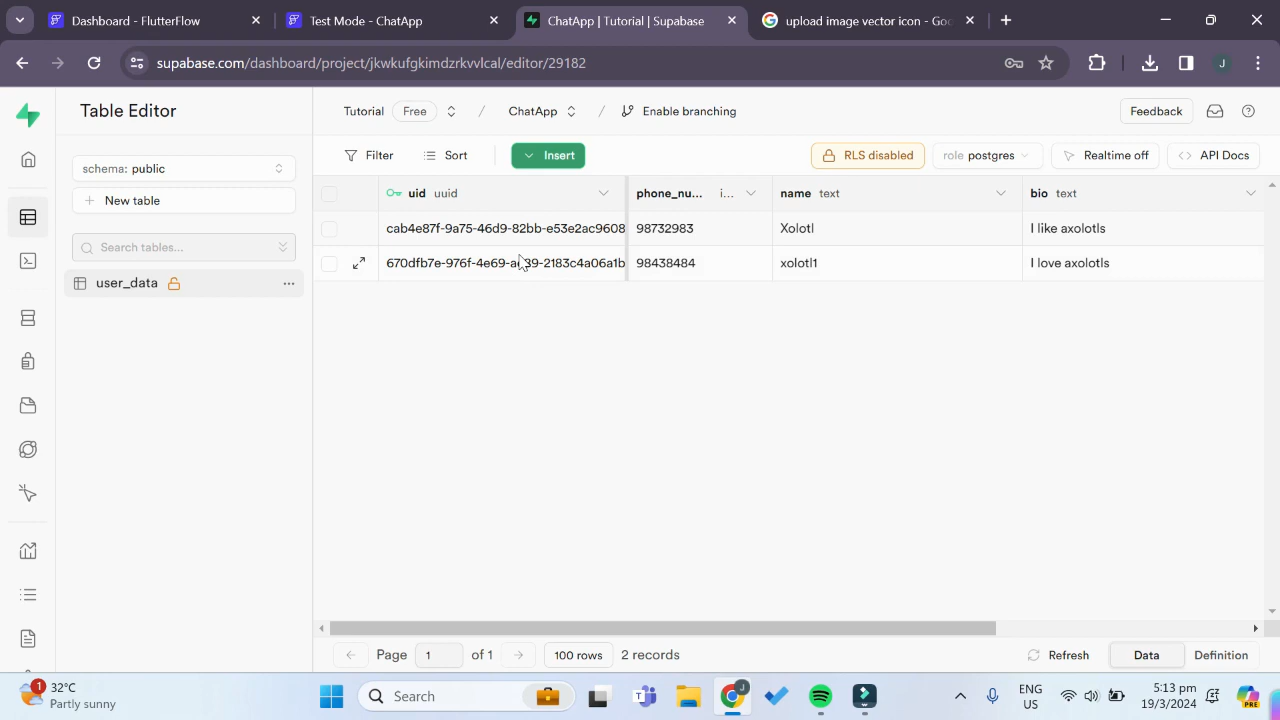 Dashboard - FlutterFlow
Test Mode - ChatApp
ChatApp | Tutorial | Supabase
upload image vector icon - Goo
supabase.com/dashboard/project/jkwkufgkimdzrkvvlcal/editor/29182
J
Table Editor
Tutorial Free / ChatApp / Enable branching
Feedback
schema: public
Filter Sort Insert
RLS disabled role postgres Realtime off API Docs
New table
Search tables...
user_data
uid uuid phone_nu... i... name text bio text
cab4e87f-9a75-46d9-82bb-e53e2ac9608 98732983 Xolotl I like axolotls
98438484 xolotl1 I love axolotls
Page 1 of 1 100 rows 2 records
Refresh Data Definition
1
32°C
Partly sunny
Search
J
PRE
ENG
US
5:13 pm
19/3/2024